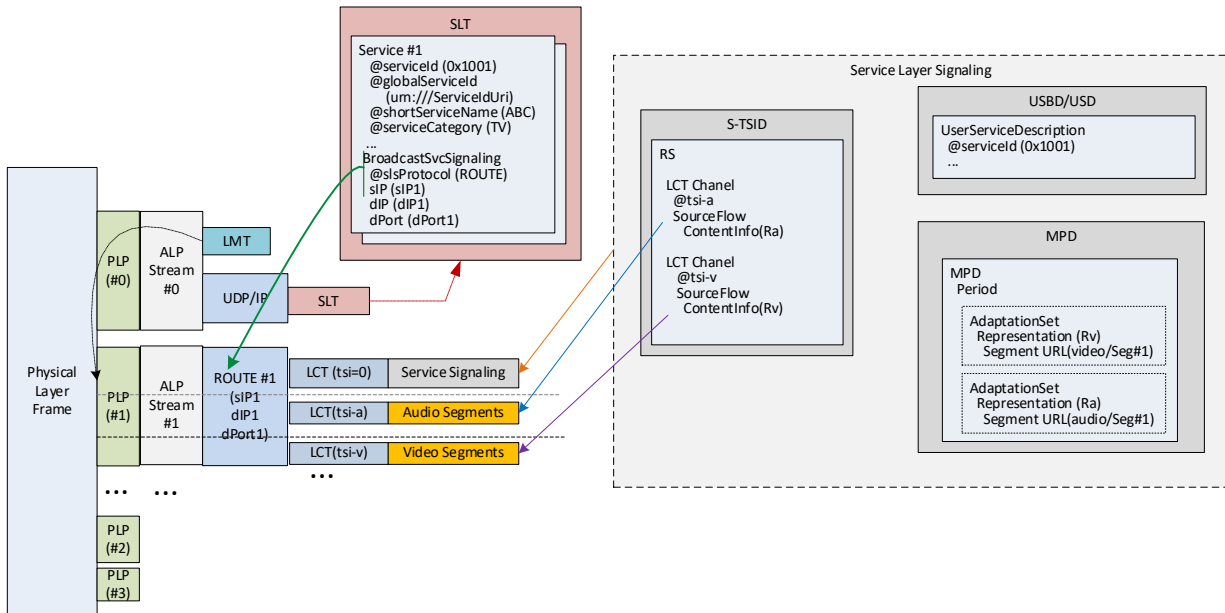 SLT
Service #1
@serviceId (0x1001)
@globalServiceId
(urn:///ServiceIdUri)
@shortServiceName (ABC)
@serviceCategory (TV)
...
BroadcastSvcSignaling
@slsProtocol (ROUTE)
sIP (sIP1)
dIP (dIP1)
dPort (dPort1)
Service Layer Signaling
S-TSID
RS
LCT Chanel
@tsi-a
SourceFlow
ContentInfo(Ra)
LCT Chanel
@tsi-v
SourceFlow
ContentInfo(Rv)
USBD/USD
UserServiceDescription
@serviceId (0x1001)
...
MPD
MPD
Period
AdaptationSet
Representation (Rv)
Segment URL(video/Seg#1)
AdaptationSet
Representation (Ra)
Segment URL(audio/Seg#1)
Physical
Layer
Frame
PLP
(#0)
ALP
Stream
#0
LMT
UDP/IP
SLT
PLP
(#1)
ALP
Stream
#1
ROUTE #1
(sIP1
dIP1
dPort1)
LCT (tsi=0)
Service Signaling
LCT(tsi-a)
Audio Segments
LCT(tsi-v)
Video Segments
...
...
...
PLP
(#2)
PLP
(#3)